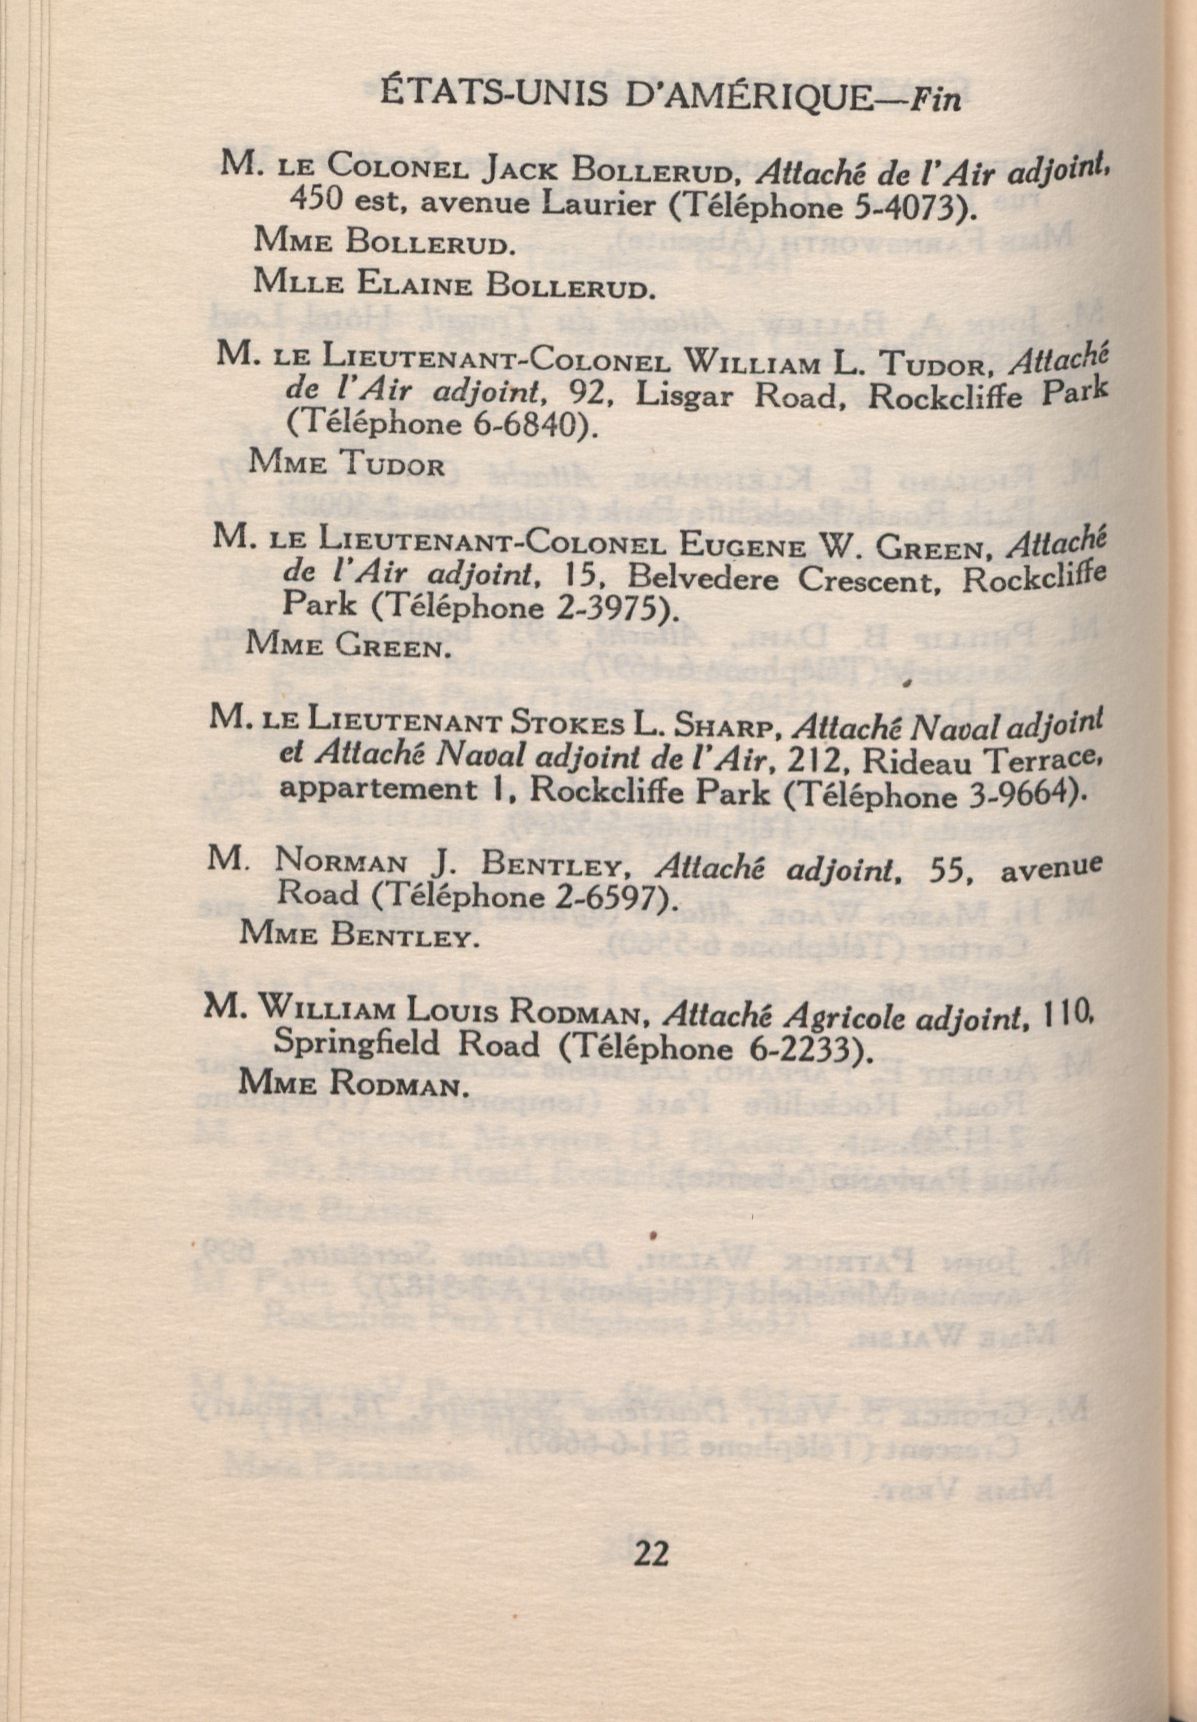 ÉTATS-UNIS D'AMÉRIQUE—Fin
M. LE COLONEL JACK BOLLERUD, Attaché de l'Air adjoint,
450 est, avenue Laurier (Téléphone 5-4073).
MME BOLLERUD.
MLLE ELAINE BOLLERUD.
M. LE LIEUTENANT-COLONEL WILLIAM L. TUDOR, Attaché
de l'Air adjoint, 92, Lisgar Road, Rockcliffe Park
(Téléphone 6-6840).
MME TUDOR
M. LE LIEUTENANT-COLONEL EUGENE W. GREEN, Attaché
de l'Air adjoint, 15, Belvedere Crescent, Rockcliffe
Park (Téléphone 2-3975).
MME GREEN.
M. LE LIEUTENANT STOKES L. SHARP, Attaché Naval adjoint
et Attaché Naval adjoint de l'Air, 212, Rideau Terrace,
appartement 1, Rockcliffe Park (Téléphone 3-9664).
M. NORMAN J. BENTLEY, Attaché adjoint, 55, avenue
Road (Téléphone 2-6597).
MME BENTLEY.
M. WILLIAM LOUIS RODMAN, Attaché Agricole adjoint, 110,
Springfield Road (Téléphone 6-2233).
MME RODMAN.
22